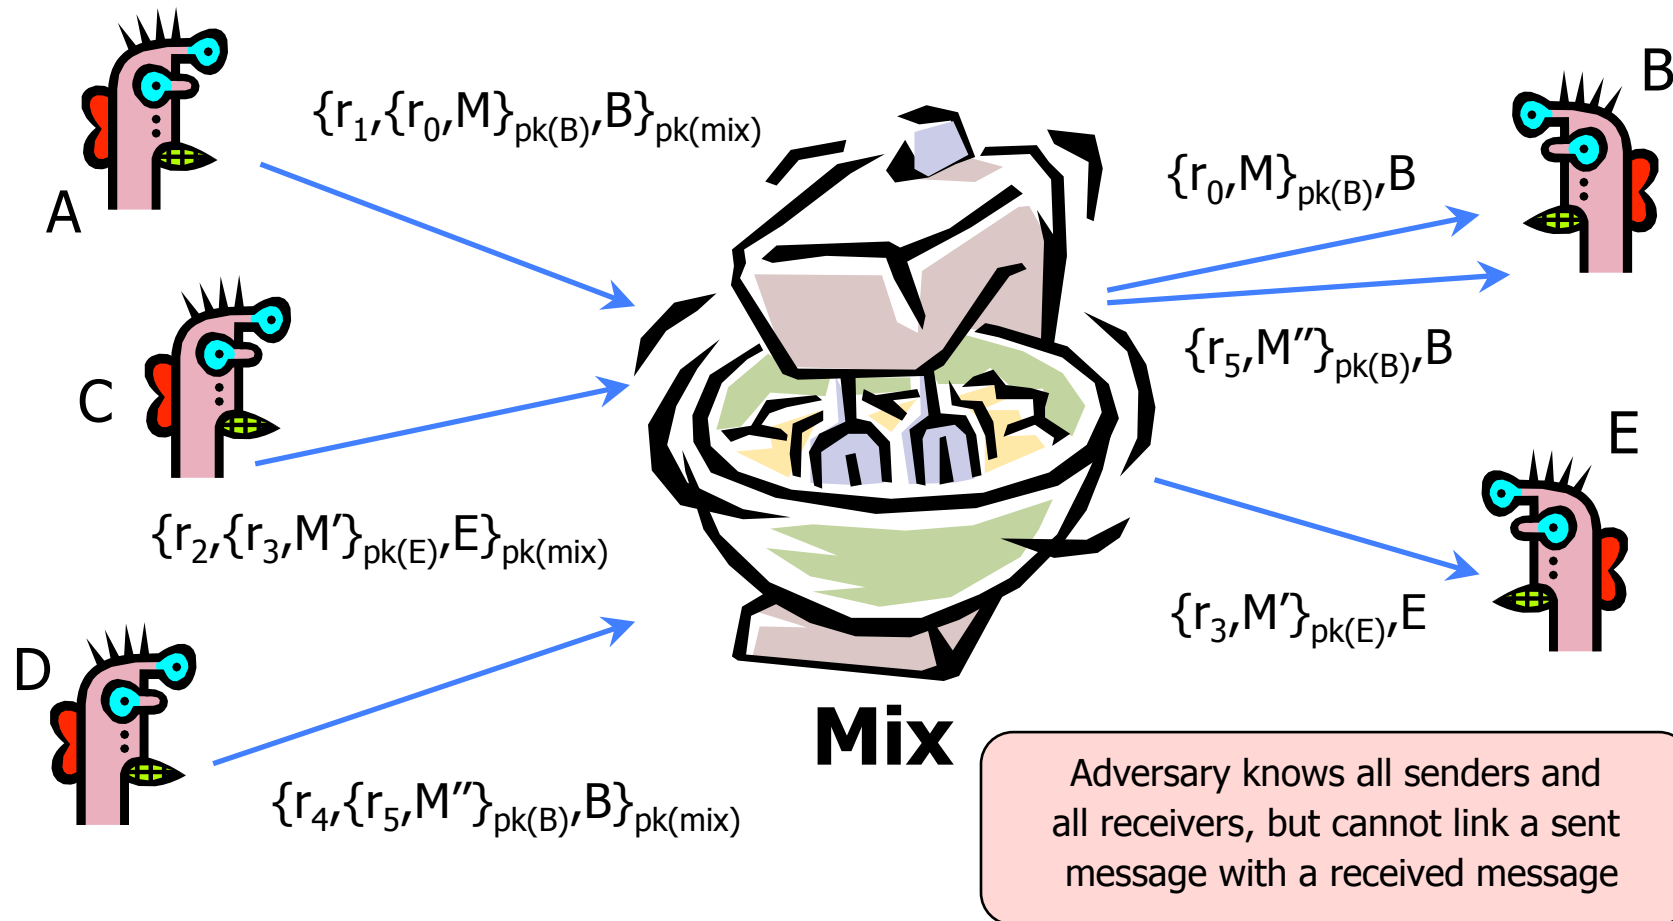 A
{r₁,{r₀,M}pk(B),B}pk(mix)
C
{r₂,{r₃,M′}pk(E),E}pk(mix)
D
{r₄,{r₅,M″}pk(B),B}pk(mix)
Mix
B
{r₀,M}pk(B),B
{r₅,M″}pk(B),B
E
{r₃,M′}pk(E),E
Adversary knows all senders and
all receivers, but cannot link a sent
message with a received message